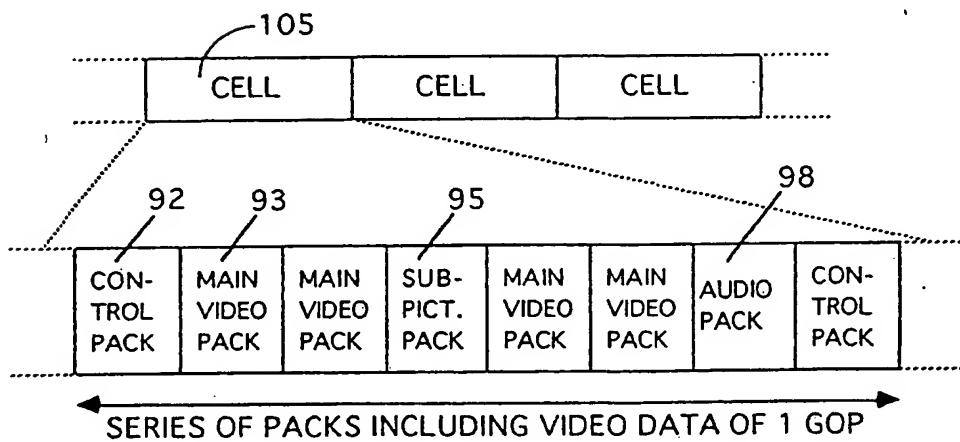 105
CELL CELL CELL
92 93 95 98
CON- MAIN MAIN SUB- MAIN MAIN AUDIO CON-
TROL VIDEO VIDEO PICT. VIDEO VIDEO PACK TROL
PACK PACK PACK PACK PACK PACK PACK
SERIES OF PACKS INCLUDING VIDEO DATA OF 1 GOP